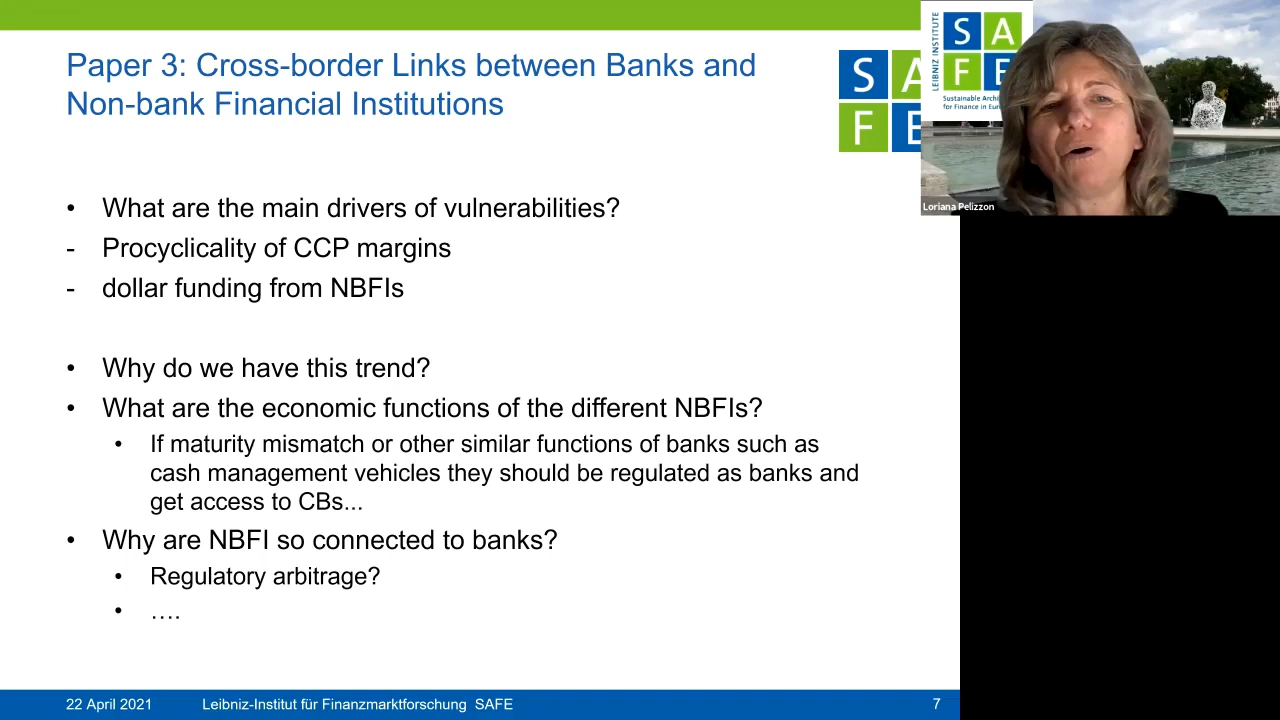 Paper 3: Cross-border Links between Banks and
Non-bank Financial Institutions
S A
F E
LEIBNIZ INSTITUTE
S A
F E
Sustainable Archi
for Finance in Eur
Loriana Pelizzon
• What are the main drivers of vulnerabilities?
- Procyclicality of CCP margins
- dollar funding from NBFIs
• Why do we have this trend?
• What are the economic functions of the different NBFIs?
• If maturity mismatch or other similar functions of banks such as
cash management vehicles they should be regulated as banks and
get access to CBs...
• Why are NBFI so connected to banks?
• Regulatory arbitrage?
• ....
22 April 2021 Leibniz-Institut für Finanzmarktforschung SAFE 7